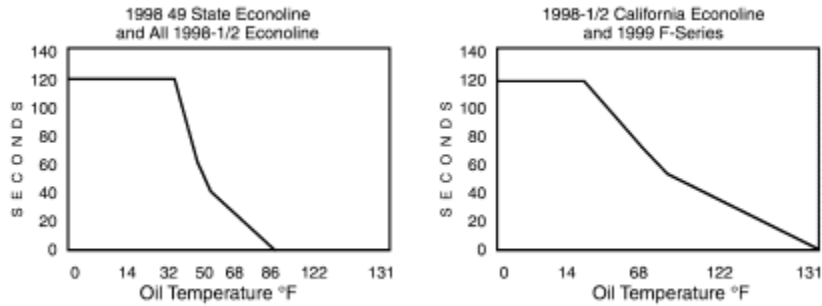 1998 49 State Econoline
and All 1998-1/2 Econoline
140
120
100
80
60
40
20
0
SECONDS
0 14 32 50 68 86 122 131
Oil Temperature °F
1998-1/2 California Econoline
and 1999 F-Series
140
120
100
80
60
40
20
0
SECONDS
0 14 68 122 131
Oil Temperature °F